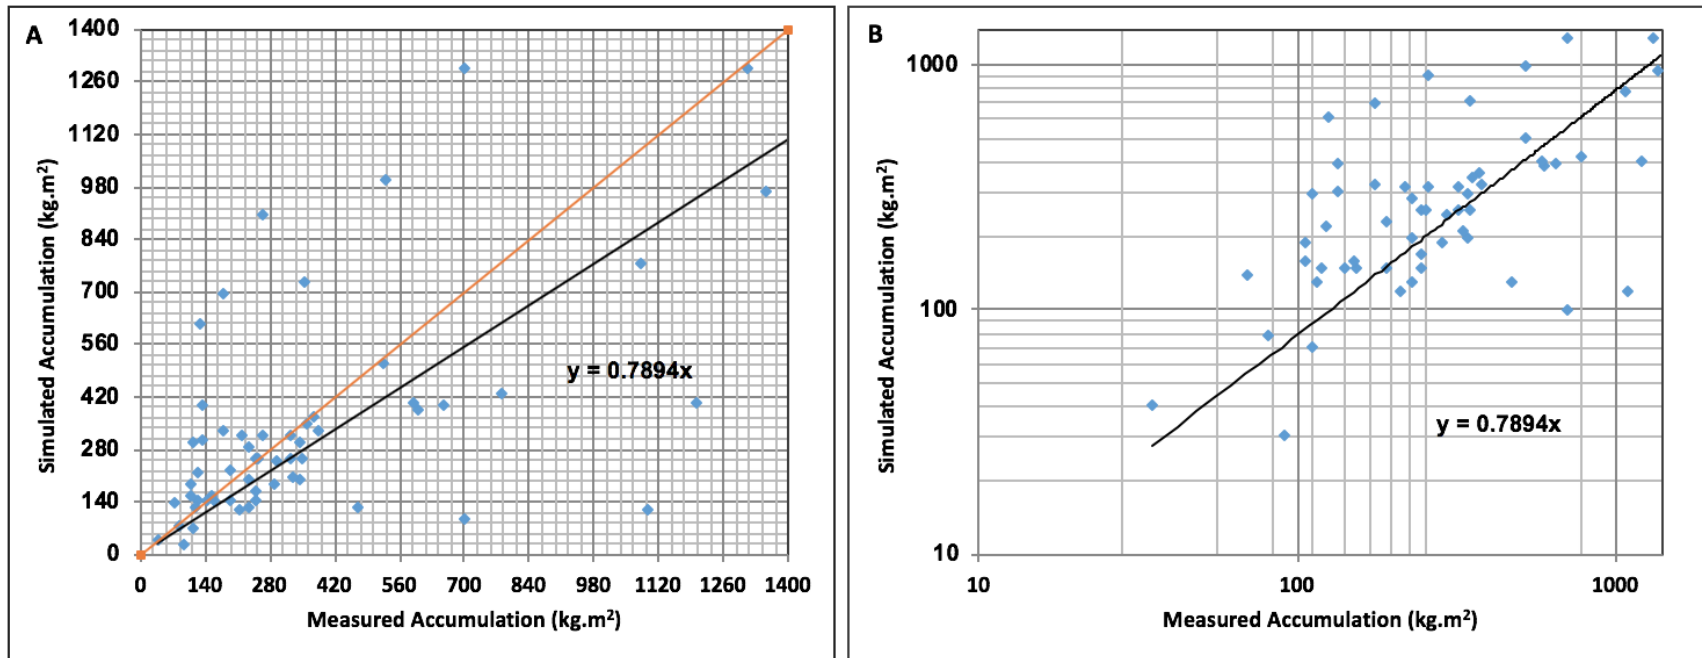 A
Simulated Accumulation (kg.m²)
1400
1260
1120
980
840
700
560
420
280
140
0
y = 0.7894x
0 140 280 420 560 700 840 980 1120 1260 1400
Measured Accumulation (kg.m²)
B
Simulated Accumulation (kg.m²)
1000
100
10
y = 0.7894x
10 100 1000
Measured Accumulation (kg.m²)